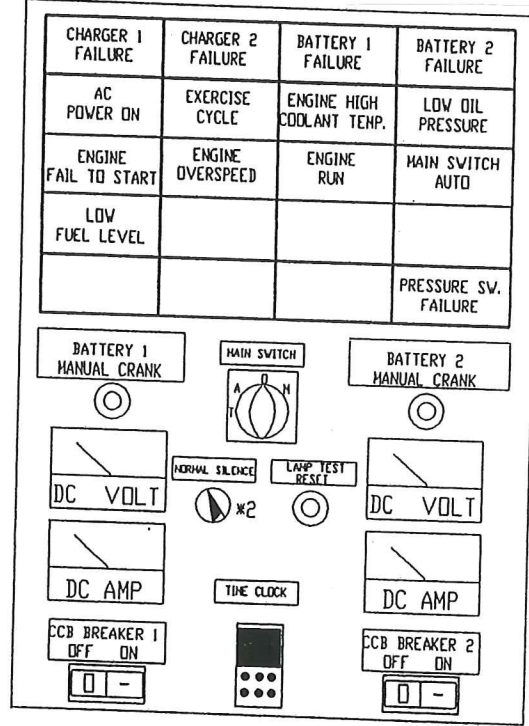 CHARGER 1
FAILURE
CHARGER 2
FAILURE
BATTERY 1
FAILURE
BATTERY 2
FAILURE
AC
POWER ON
EXERCISE
CYCLE
ENGINE HIGH
COOLANT TEMP.
LOW OIL
PRESSURE
ENGINE
FAIL TO START
ENGINE
OVERSPEED
ENGINE
RUN
MAIN SWITCH
AUTO
LOW
FUEL LEVEL
PRESSURE SW.
FAILURE
BATTERY 1
MANUAL CRANK
MAIN SWITCH
T A O M
BATTERY 2
MANUAL CRANK
DC VOLT
NORMAL SILENCE
*2
LAMP TEST
RESET
DC VOLT
DC AMP
TIME CLOCK
DC AMP
CCB BREAKER 1
OFF ON
0 -
CCB BREAKER 2
OFF ON
0 -